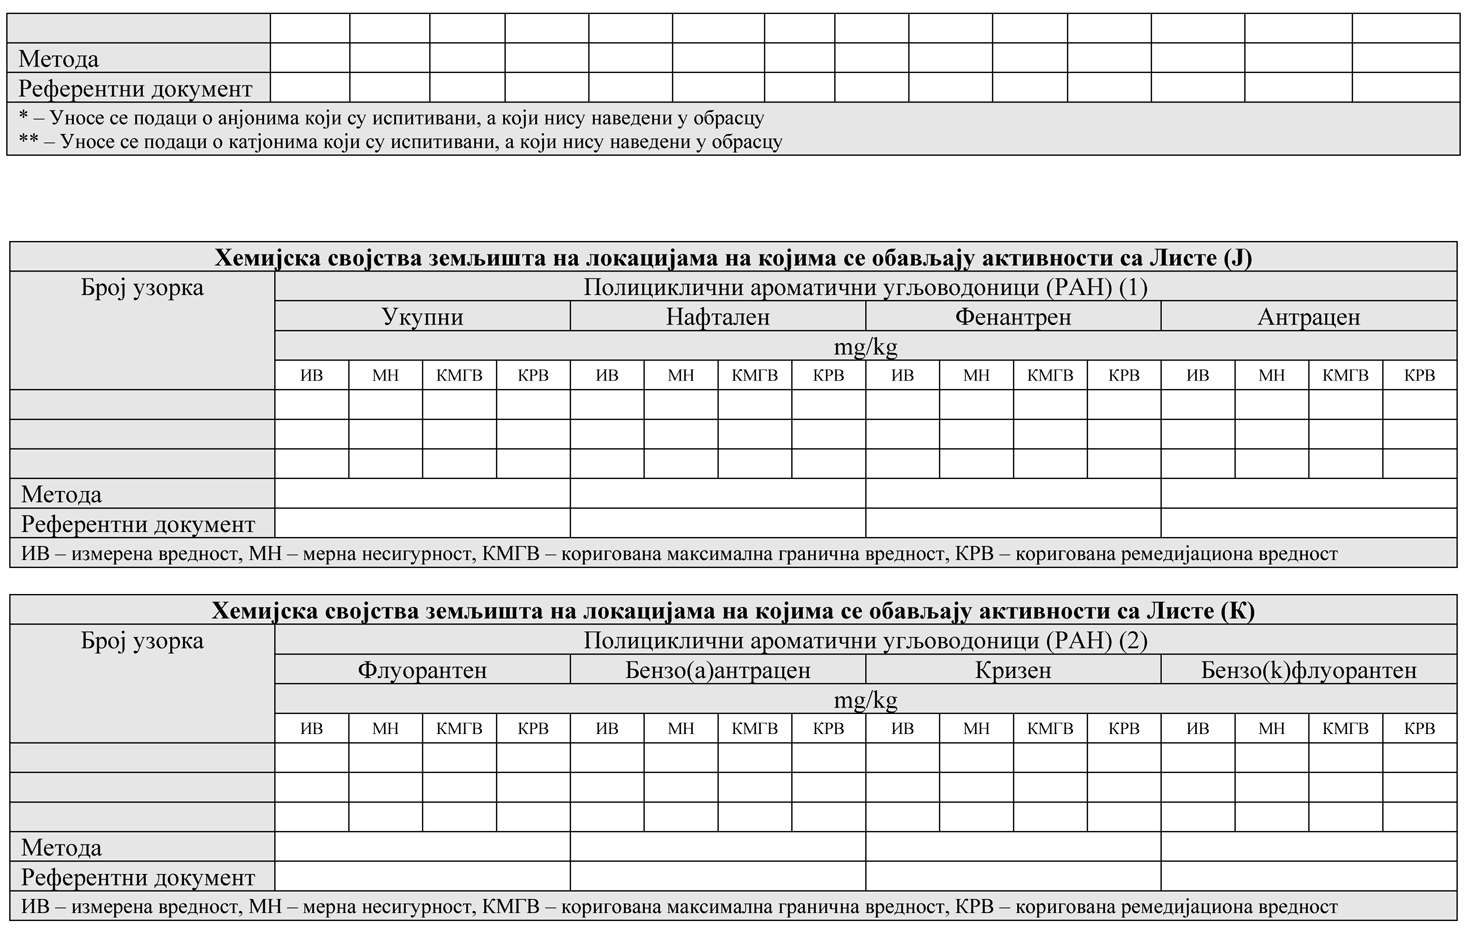 Метода
Референтни документ
* – Уносе се подаци о анјонима који су испитивани, а који нису наведени у обрасцу
** – Уносе се подаци о катјонима који су испитивани, а који нису наведени у обрасцу
Хемијска својства земљишта на локацијама на којима се обављају активности са Листе (Ј)
Број узорка Полициклични ароматични угљоводоници (PAH) (1)
Укупни Нафтален Фенантрен Антрацен
mg/kg
ИВ МН КМГВ КРВ ИВ МН КМГВ КРВ ИВ МН КМГВ КРВ ИВ МН КМГВ КРВ
Метода
Референтни документ
ИВ – измерена вредност, МН – мерна несигурност, КМГВ – коригована максимална гранична вредност, КРВ – коригована ремедијациона вредност
Хемијска својства земљишта на локацијама на којима се обављају активности са Листе (К)
Број узорка Полициклични ароматични угљоводоници (PAH) (2)
Флуорантен Бензо(а)антрацен Кризен Бензо(k)флуорантен
mg/kg
ИВ МН КМГВ КРВ ИВ МН КМГВ КРВ ИВ МН КМГВ КРВ ИВ МН КМГВ КРВ
Метода
Референтни документ
ИВ – измерена вредност, МН – мерна несигурност, КМГВ – коригована максимална гранична вредност, КРВ – коригована ремедијациона вредност